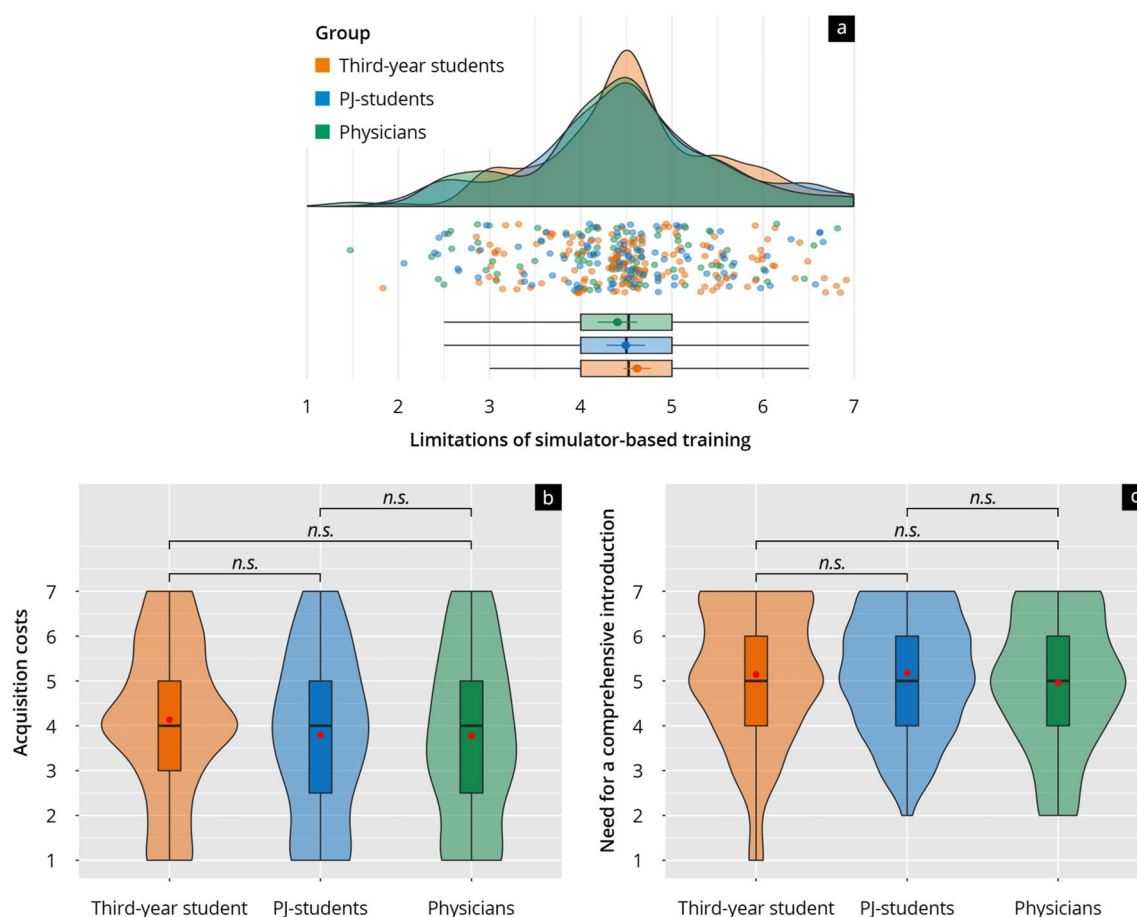 a
Group
Third-year students
PJ-students
Physicians
1 2 3 4 5 6 7
Limitations of simulator-based training
b
n.s.
n.s.
n.s.
Acquisition costs
7
6
5
4
3
2
1
Third-year student PJ-students Physicians
n.s.
n.s.
n.s.
Need for a comprehensive introduction
7
6
5
4
3
2
1
Third-year student PJ-students Physicians